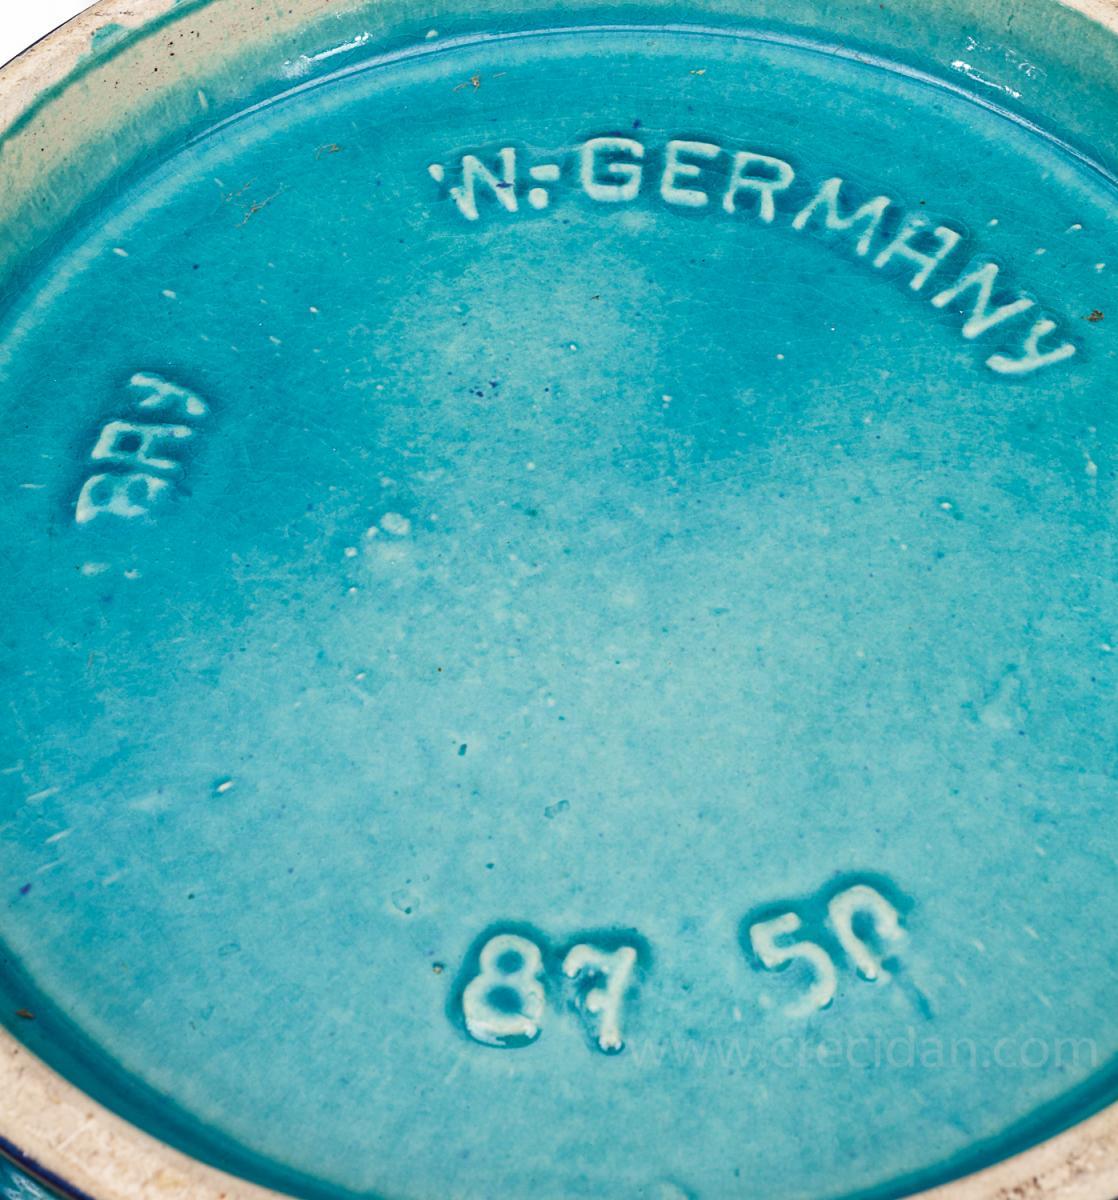 W.-GERMANY
BAY
87 50
www.crecidan.com